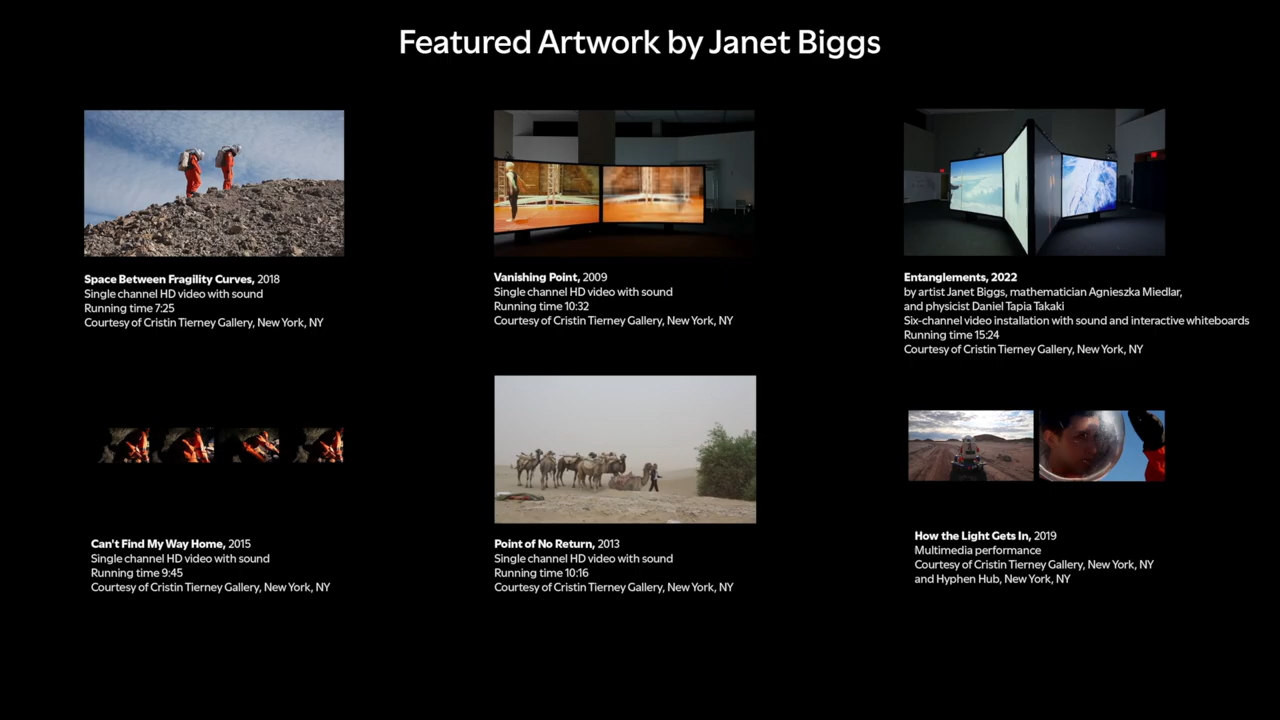 Featured Artwork by Janet Biggs
Space Between Fragility Curves, 2018
Single channel HD video with sound
Running time 7:25
Courtesy of Cristin Tierney Gallery, New York, NY
Vanishing Point, 2009
Single channel HD video with sound
Running time 10:32
Courtesy of Cristin Tierney Gallery, New York, NY
Entanglements, 2022
by artist Janet Biggs, mathematician Agnieszka Miedlar,
and physicist Daniel Tapia Takaki
Six-channel video installation with sound and interactive whiteboards
Running time 15:24
Courtesy of Cristin Tierney Gallery, New York, NY
Can't Find My Way Home, 2015
Single channel HD video with sound
Running time 9:45
Courtesy of Cristin Tierney Gallery, New York, NY
Point of No Return, 2013
Single channel HD video with sound
Running time 10:16
Courtesy of Cristin Tierney Gallery, New York, NY
How the Light Gets In, 2019
Multimedia performance
Courtesy of Cristin Tierney Gallery, New York, NY
and Hyphen Hub, New York, NY